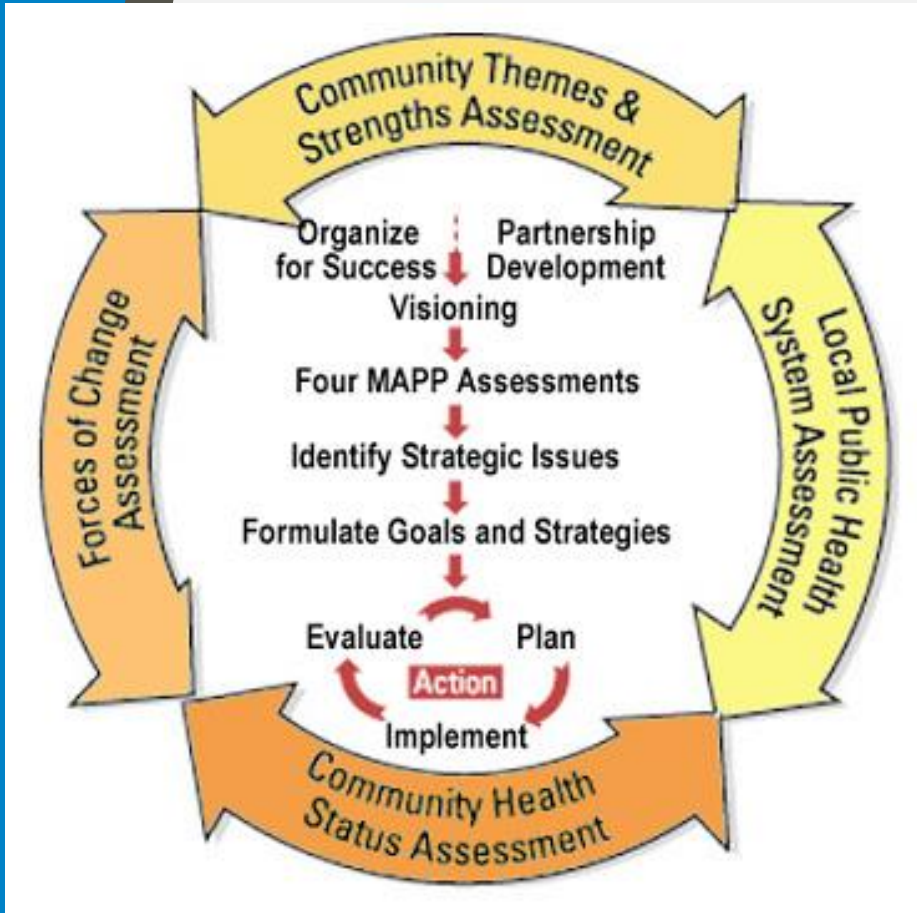 Community Themes &
Strengths Assessment
Organize
for Success
Partnership
Development
Visioning
Four MAPP Assessments
Identify Strategic Issues
Formulate Goals and Strategies
Evaluate
Plan
Action
Implement
Forces of Change
Assessment
Local Public Health
System Assessment
Community Health
Status Assessment